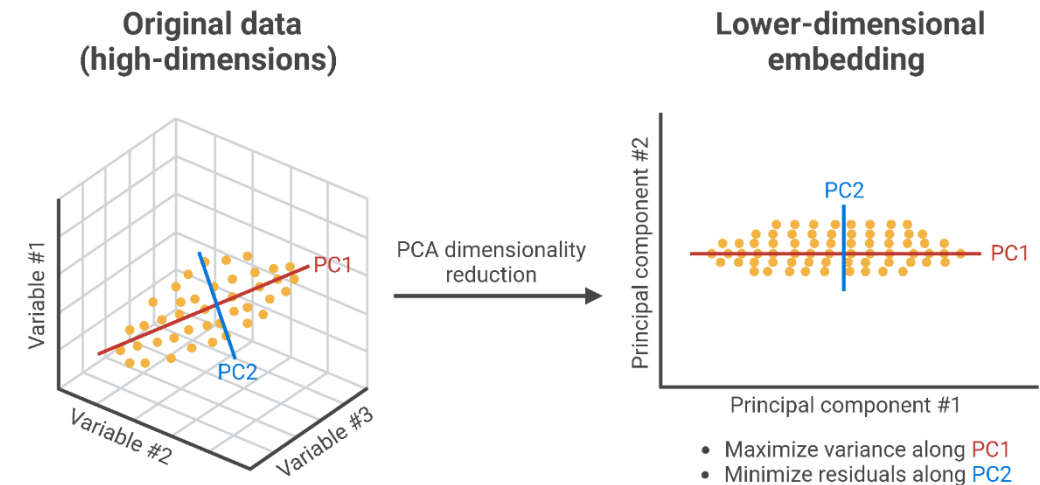 Original data
(high-dimensions)
Lower-dimensional
embedding
Variable #1
Variable #2
Variable #3
PC1
PC2
PCA dimensionality
reduction
Principal component #2
PC2
PC1
Principal component #1
• Maximize variance along PC1
• Minimize residuals along PC2